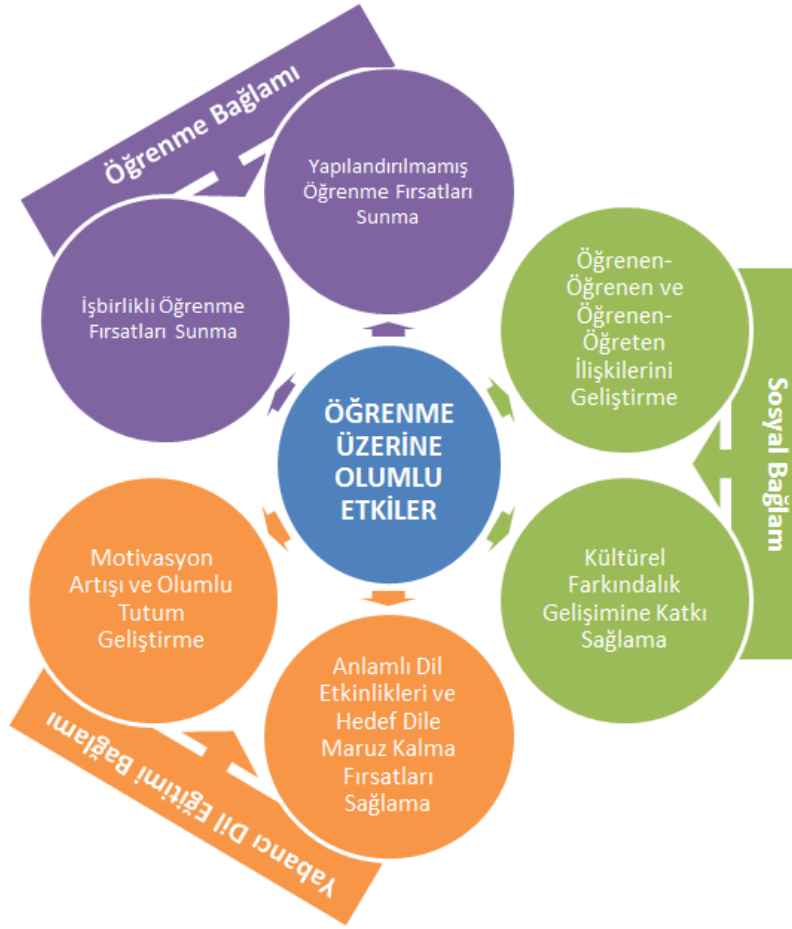 Öğrenme Bağlamı
Yapılandırılmamış
Öğrenme Fırsatları
Sunma
İşbirlikli Öğrenme
Fırsatları Sunma
Öğrenen-
Öğrenen ve
Öğrenen-
Öğreten
İlişkilerini
Geliştirme
Sosyal Bağlam
ÖĞRENME
ÜZERİNE
OLUMLU
ETKİLER
Kültürel
Farkındalık
Gelişimine Katkı
Sağlama
Motivasyon
Artışı ve Olumlu
Tutum
Geliştirme
Anlamlı Dil
Etkinlikleri ve
Hedef Dile
Maruz Kalma
Fırsatları
Sağlama
Yabancı Dil Eğitimi Bağlamı